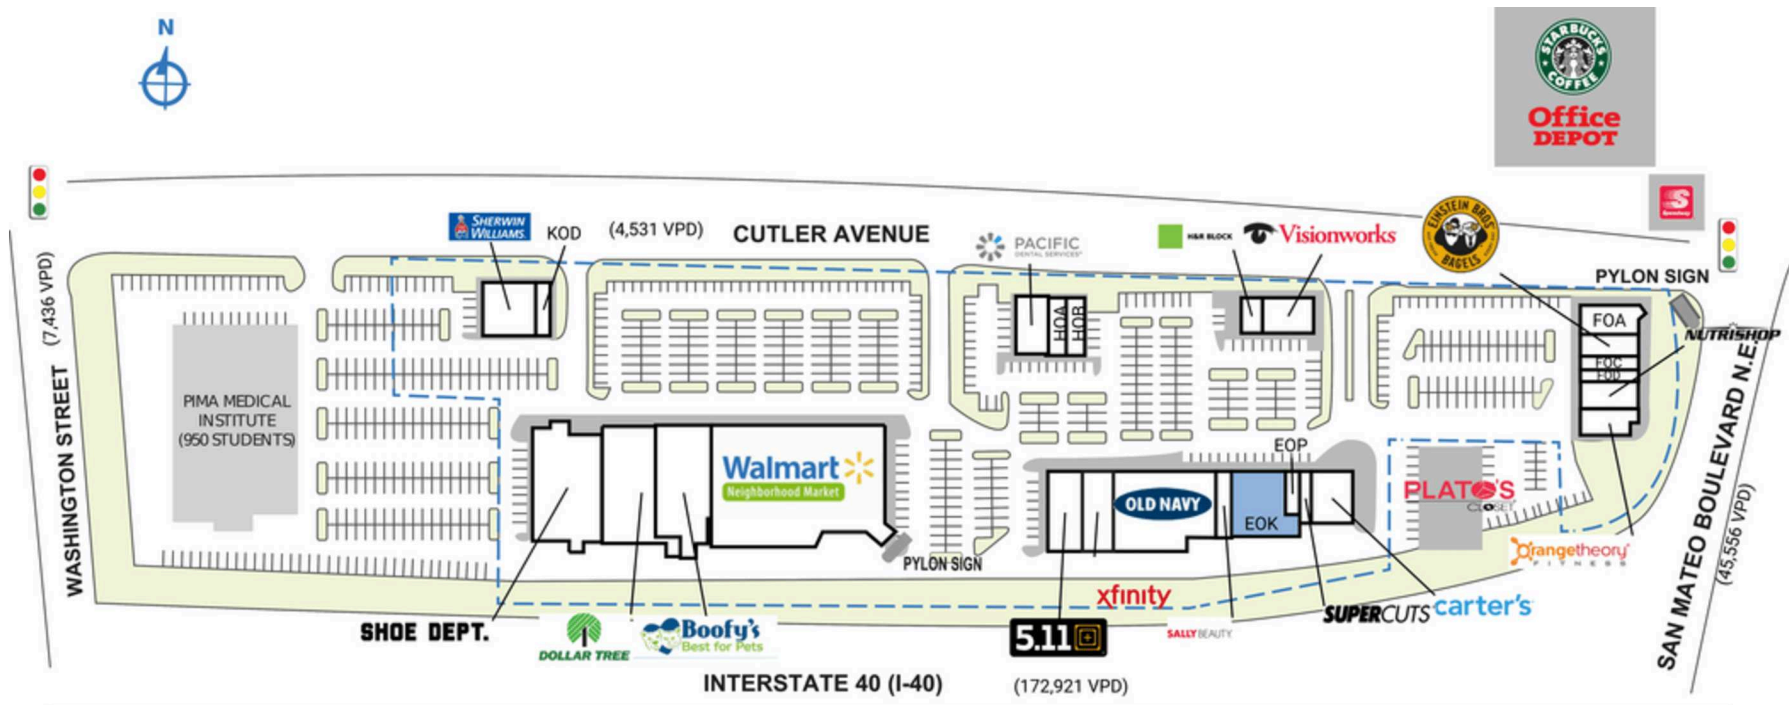 N
STARBUCKS
COFFEE
Office
DEPOT
S
Speedway
SHERWIN
WILLIAMS.
KOD
(4,531 VPD)
CUTLER AVENUE
PACIFIC
DENTAL SERVICES
H&R BLOCK
Visionworks
EINSTEIN BROS
BAGELS
PYLON SIGN
NUTRISHOP
FOA
FOC
FOD
HOA
HOB
WASHINGTON STREET
(7,436 VPD)
PIMA MEDICAL
INSTITUTE
(950 STUDENTS)
Walmart
Neighborhood Market
OLD NAVY
EOP
EOK
PLATO'S
CLOSET
PYLON SIGN
orangetheory
FITNESS
SAN MATEO BOULEVARD N.E.
(45,556 VPD)
SHOE DEPT.
DOLLAR TREE
Boofy's
Best for Pets
5.11
xfinity
SALLY BEAUTY
SUPERCUTS
carter's
INTERSTATE 40 (I-40)
(172,921 VPD)